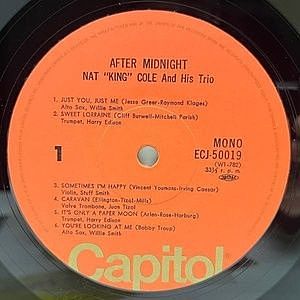 AFTER MIDNIGHT
NAT "KING" COLE And His Trio
1. JUST YOU, JUST ME (Jesse Greer-Raymond Klages)
Alto Sax, Willie Smith
2. SWEET LORRAINE (Cliff Burwell-Mitchell Parish)
Trumpet, Harry Edison
1
MONO
ECJ-50019
(W1-782)
33⅓ r.p.m.
3. SOMETIMES I'M HAPPY (Vincent Youmans-Irving Caesar)
Violin, Stuff Smith
4. CARAVAN (Ellington-Tizol-Mills)
Valve Trombone, Juan Tizol
5. IT'S ONLY A PAPER MOON (Arlen-Rose-Harburg)
Trumpet, Harry Edison
6. YOU'RE LOOKING AT ME (Bobby Troup)
Alto Sax, Willie Smith
Capitol